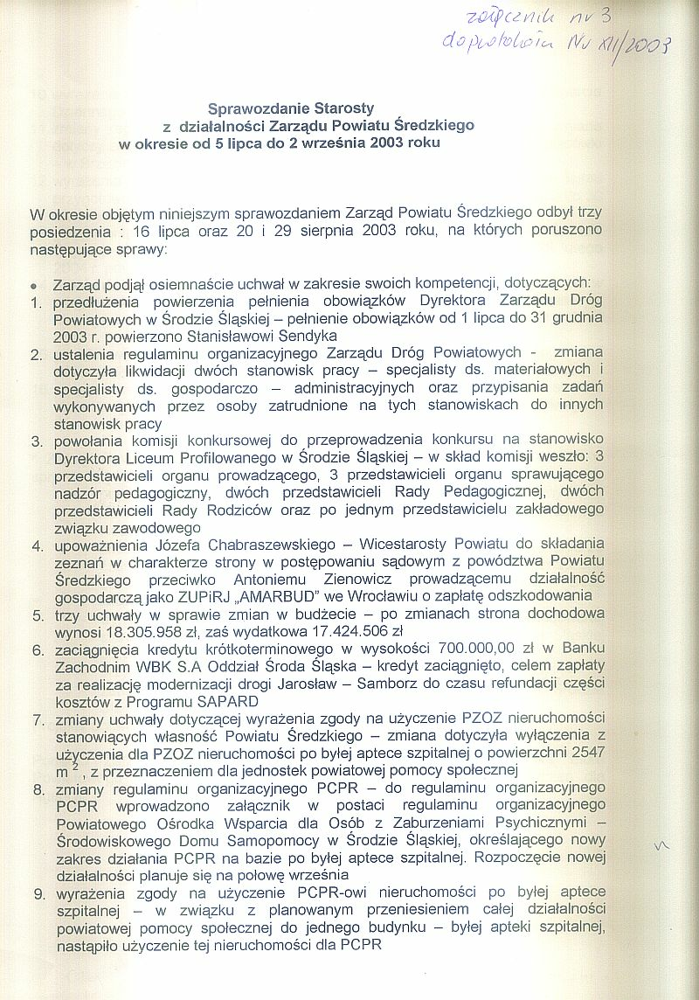 załącznik nr 3
do protokołu Nr XII/2003
Sprawozdanie Starosty
z działalności Zarządu Powiatu Średzkiego
w okresie od 5 lipca do 2 września 2003 roku
W okresie objętym niniejszym sprawozdaniem Zarząd Powiatu Średzkiego odbył trzy
posiedzenia : 16 lipca oraz 20 i 29 sierpnia 2003 roku, na których poruszono
następujące sprawy:
• Zarząd podjął osiemnaście uchwał w zakresie swoich kompetencji, dotyczących:
1. przedłużenia powierzenia pełnienia obowiązków Dyrektora Zarządu Dróg
Powiatowych w Środzie Śląskiej – pełnienie obowiązków od 1 lipca do 31 grudnia
2003 r. powierzono Stanisławowi Sendyka
2. ustalenia regulaminu organizacyjnego Zarządu Dróg Powiatowych - zmiana
dotyczyła likwidacji dwóch stanowisk pracy – specjalisty ds. materiałowych i
specjalisty ds. gospodarczo – administracyjnych oraz przypisania zadań
wykonywanych przez osoby zatrudnione na tych stanowiskach do innych
stanowisk pracy
3. powołania komisji konkursowej do przeprowadzenia konkursu na stanowisko
Dyrektora Liceum Profilowanego w Środzie Śląskiej – w skład komisji weszło: 3
przedstawicieli organu prowadzącego, 3 przedstawicieli organu sprawującego
nadzór pedagogiczny, dwóch przedstawicieli Rady Pedagogicznej, dwóch
przedstawicieli Rady Rodziców oraz po jednym przedstawicielu zakładowego
związku zawodowego
4. upoważnienia Józefa Chabraszewskiego – Wicestarosty Powiatu do składania
zeznań w charakterze strony w postępowaniu sądowym z powództwa Powiatu
Średzkiego przeciwko Antoniemu Zienowicz prowadzącemu działalność
gospodarczą jako ZUPiRJ „AMARBUD” we Wrocławiu o zapłatę odszkodowania
5. trzy uchwały w sprawie zmian w budżecie – po zmianach strona dochodowa
wynosi 18.305.958 zł, zaś wydatkowa 17.424.506 zł
6. zaciągnięcia kredytu krótkoterminowego w wysokości 700.000,00 zł w Banku
Zachodnim WBK S.A Oddział Środa Śląska – kredyt zaciągnięto, celem zapłaty
za realizację modernizacji drogi Jarosław – Samborz do czasu refundacji części
kosztów z Programu SAPARD
7. zmiany uchwały dotyczącej wyrażenia zgody na użyczenie PZOZ nieruchomości
stanowiących własność Powiatu Średzkiego – zmiana dotyczyła wyłączenia z
użyczenia dla PZOZ nieruchomości po byłej aptece szpitalnej o powierzchni 2547
m ² , z przeznaczeniem dla jednostek powiatowej pomocy społecznej
8. zmiany regulaminu organizacyjnego PCPR – do regulaminu organizacyjnego
PCPR wprowadzono załącznik w postaci regulaminu organizacyjnego
Powiatowego Ośrodka Wsparcia dla Osób z Zaburzeniami Psychicznymi –
Środowiskowego Domu Samopomocy w Środzie Śląskiej, określającego nowy
zakres działania PCPR na bazie po byłej aptece szpitalnej. Rozpoczęcie nowej
działalności planuje się na połowę września
9. wyrażenia zgody na użyczenie PCPR-owi nieruchomości po byłej aptece
szpitalnej – w związku z planowanym przeniesieniem całej działalności
powiatowej pomocy społecznej do jednego budynku – byłej apteki szpitalnej,
nastąpiło użyczenie tej nieruchomości dla PCPR